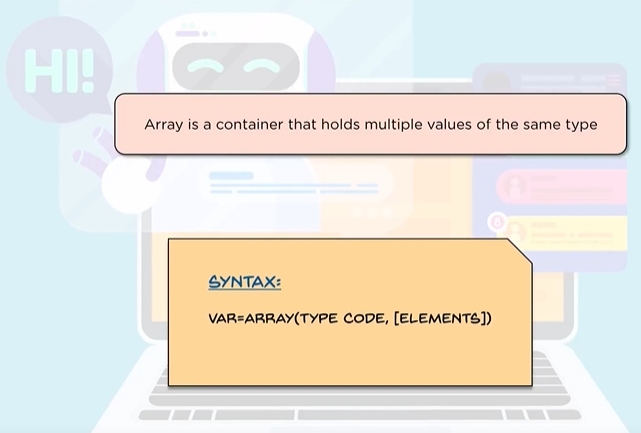 HI!
Array is a container that holds multiple values of the same type
SYNTAX:
VAR=ARRAY(TYPE CODE, [ELEMENTS])